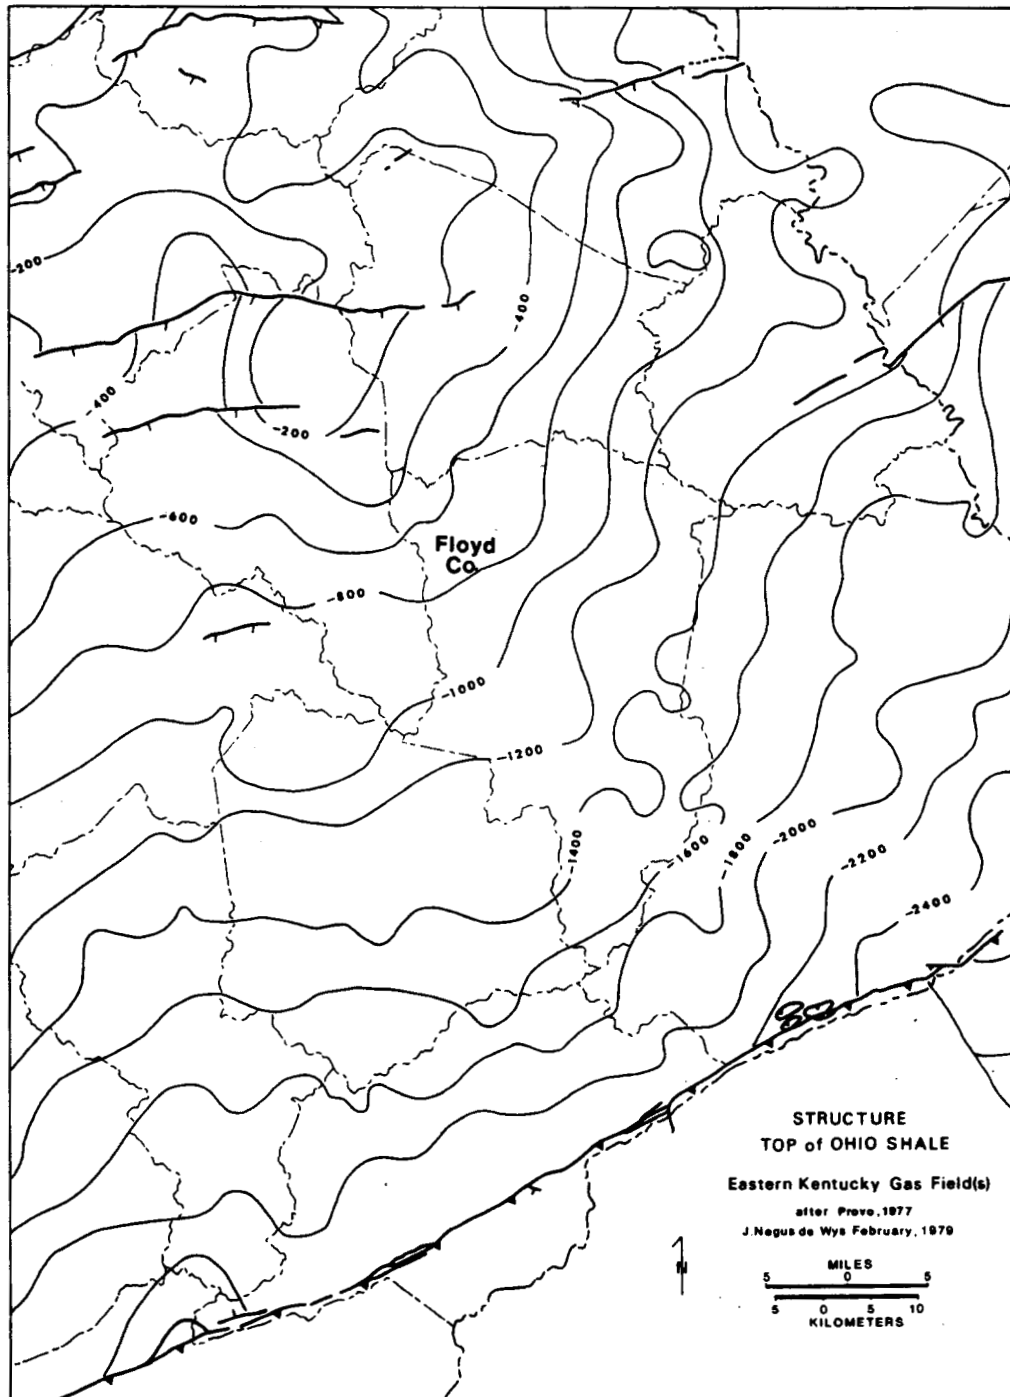 -200
-400
-400
-200
-600
Floyd
Co.
-800
-1000
-1200
-1400
-1600
-1800
-2000
-2200
-2400
STRUCTURE
TOP of OHIO SHALE
Eastern Kentucky Gas Field(s)
after Provo, 1977
J. Negus de Wys February, 1979
N
MILES
5 0 5
5 0 5 10
KILOMETERS